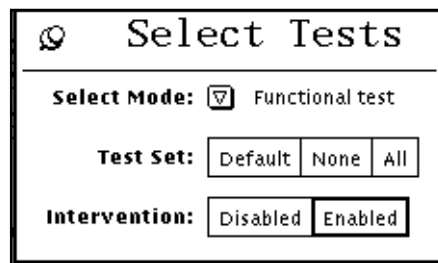 Select Tests
Select Mode: Functional test
Test Set: Default None All
Intervention: Disabled Enabled